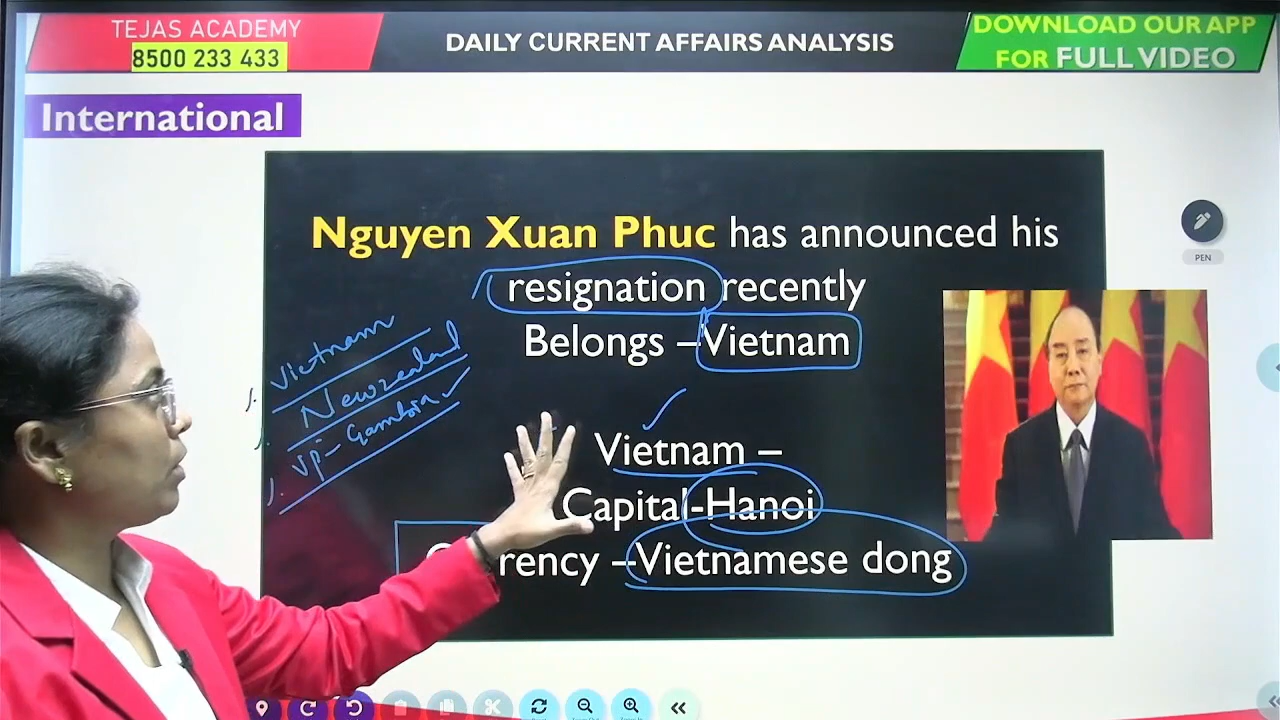 TEJAS ACADEMY
8500 233 433
DAILY CURRENT AFFAIRS ANALYSIS
DOWNLOAD OUR APP
FOR FULL VIDEO
International
Nguyen Xuan Phuc has announced his
resignation recently
Belongs –Vietnam
Vietnam
Newzealand
VP - Gambia
Vietnam –
Capital-Hanoi
rency –Vietnamese dong
PEN